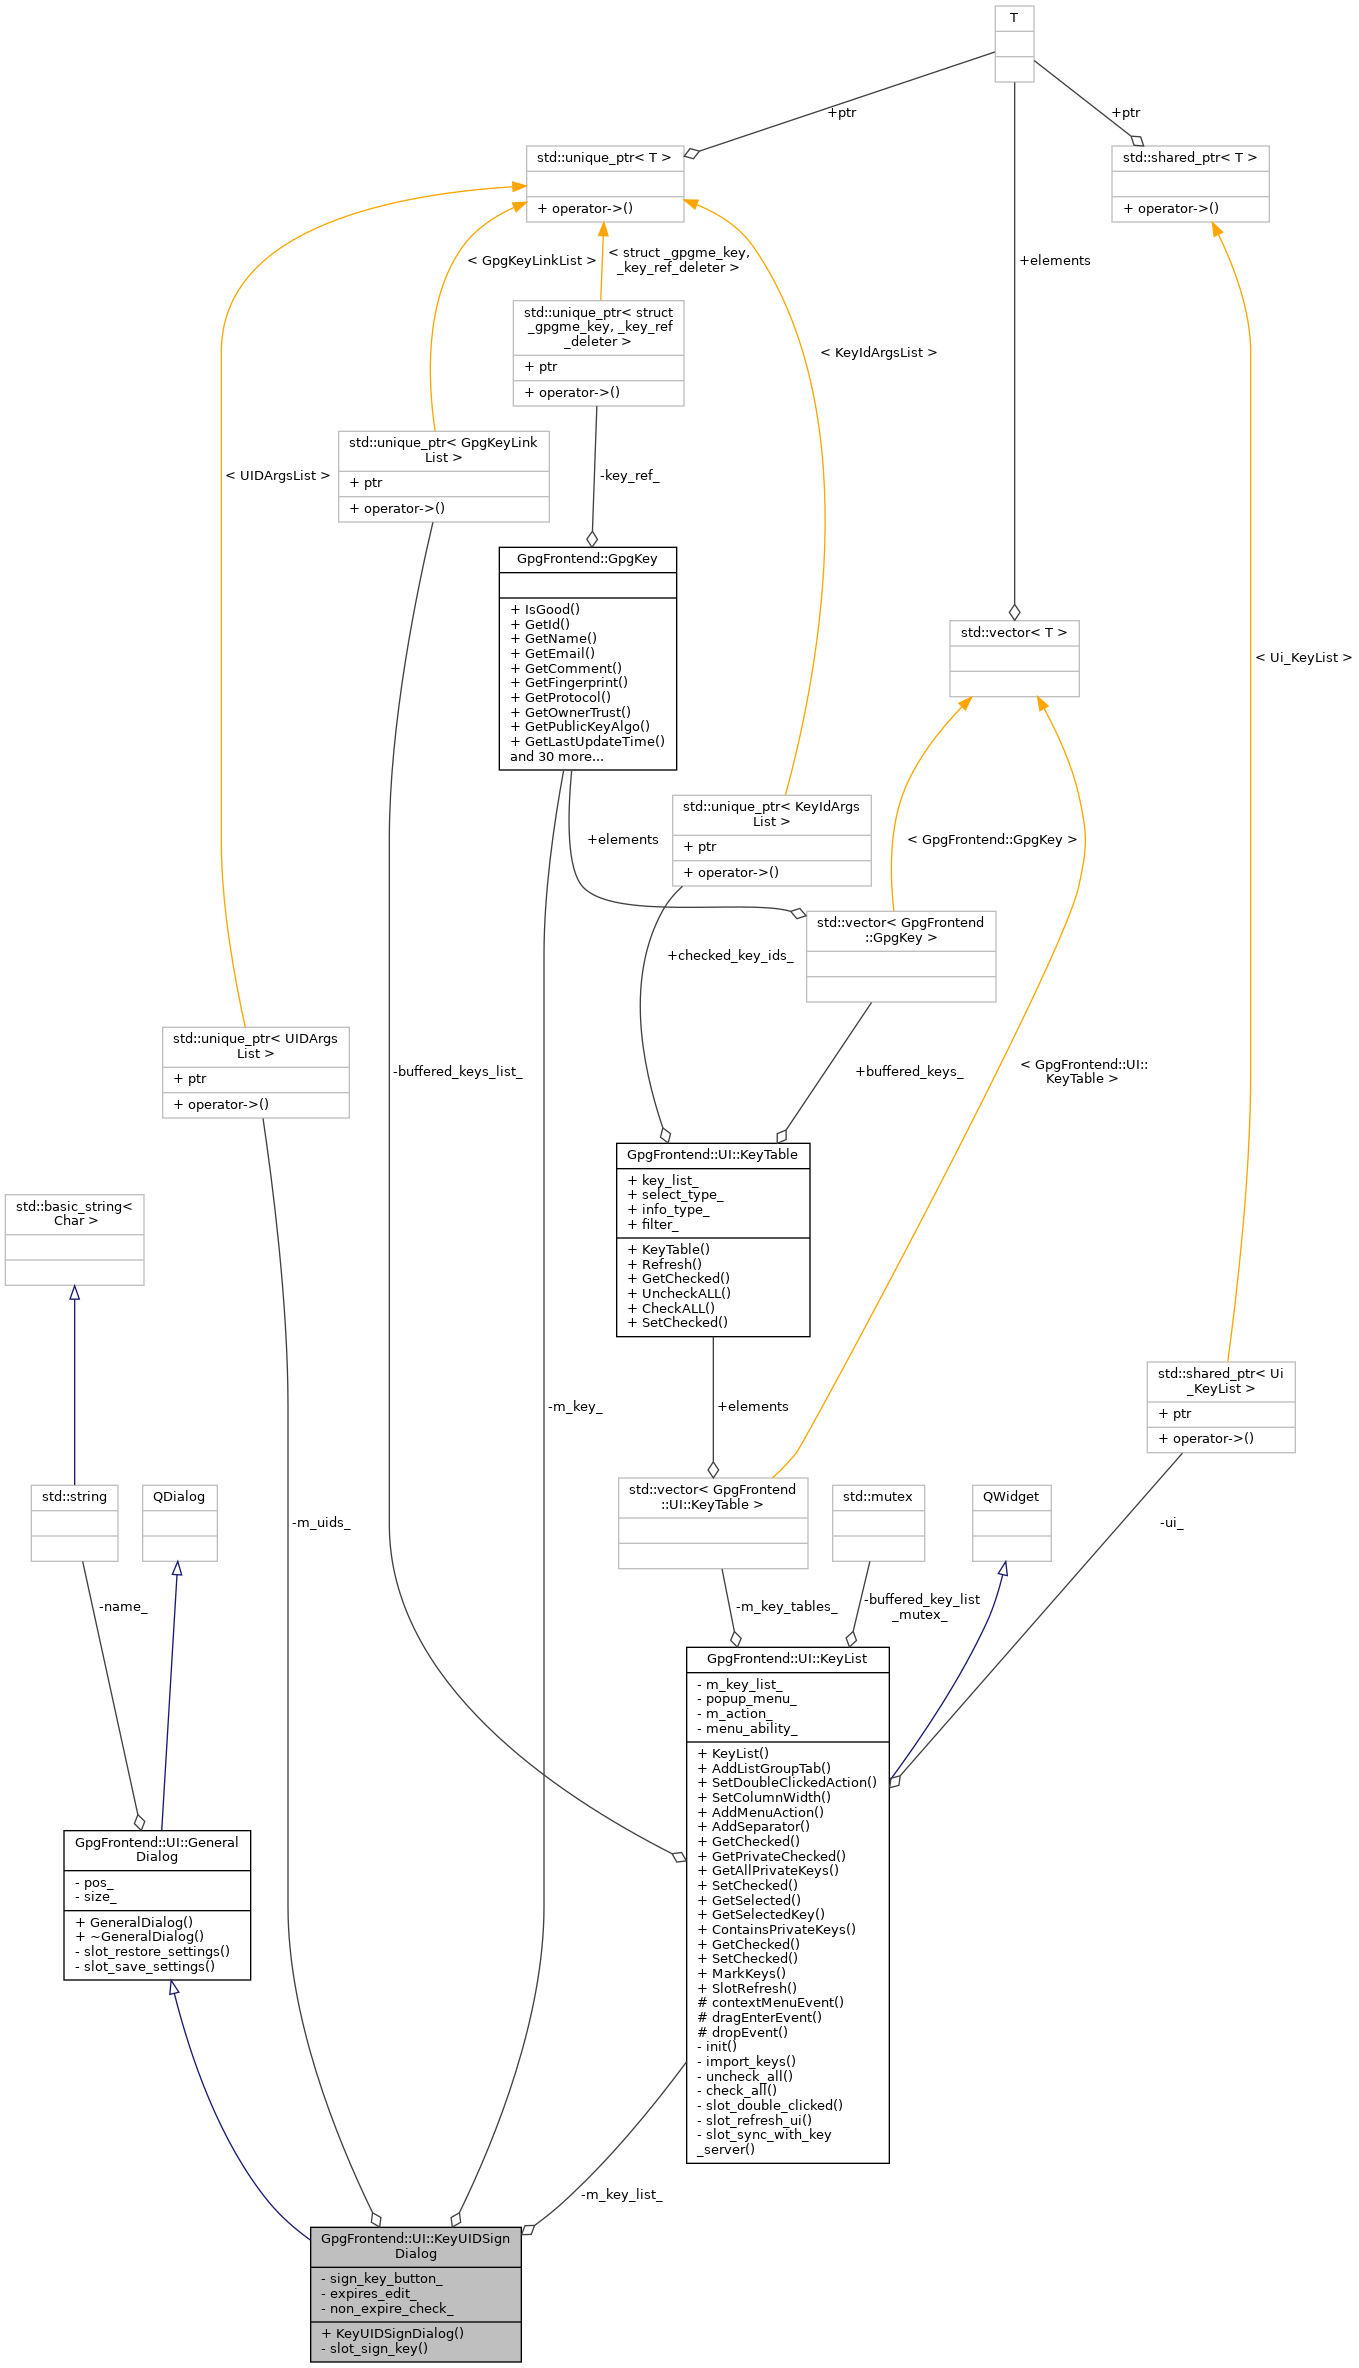 T
+ptr
+ptr
std::unique_ptr< T >
+ operator->()
std::shared_ptr< T >
+ operator->()
< GpgKeyLinkList >
< struct _gpgme_key,
_key_ref_deleter >
+elements
std::unique_ptr< struct
_gpgme_key, _key_ref
_deleter >
+ ptr
+ operator->()
< KeyIdArgsList >
std::unique_ptr< GpgKeyLink
List >
+ ptr
+ operator->()
< UIDArgsList >
-key_ref_
GpgFrontend::GpgKey
+ IsGood()
+ GetId()
+ GetName()
+ GetEmail()
+ GetComment()
+ GetFingerprint()
+ GetProtocol()
+ GetOwnerTrust()
+ GetPublicKeyAlgo()
+ GetLastUpdateTime()
and 30 more...
std::vector< T >
< Ui_KeyList >
std::unique_ptr< KeyIdArgs
List >
+ ptr
+ operator->()
+elements
< GpgFrontend::GpgKey >
std::vector< GpgFrontend
::GpgKey >
+checked_key_ids_
std::unique_ptr< UIDArgs
List >
+ ptr
+ operator->()
-buffered_keys_list_
+buffered_keys_
< GpgFrontend::UI::
KeyTable >
GpgFrontend::UI::KeyTable
+ key_list_
+ select_type_
+ info_type_
+ filter_
+ KeyTable()
+ Refresh()
+ GetChecked()
+ UncheckALL()
+ CheckALL()
+ SetChecked()
std::basic_string<
Char >
std::shared_ptr< Ui
_KeyList >
+ ptr
+ operator->()
-m_key_
+elements
std::string
QDialog
-m_uids_
std::vector< GpgFrontend
::UI::KeyTable >
std::mutex
QWidget
-ui_
-name_
-m_key_tables_
-buffered_key_list
_mutex_
GpgFrontend::UI::KeyList
- m_key_list_
- popup_menu_
- m_action_
- menu_ability_
+ KeyList()
+ AddListGroupTab()
+ SetDoubleClickedAction()
+ SetColumnWidth()
+ AddMenuAction()
+ AddSeparator()
+ GetChecked()
+ GetPrivateChecked()
+ GetAllPrivateKeys()
+ SetChecked()
+ GetSelected()
+ GetSelectedKey()
+ ContainsPrivateKeys()
+ GetChecked()
+ SetChecked()
+ MarkKeys()
+ SlotRefresh()
# contextMenuEvent()
# dragEnterEvent()
# dropEvent()
- init()
- import_keys()
- uncheck_all()
- check_all()
- slot_double_clicked()
- slot_refresh_ui()
- slot_sync_with_key
_server()
GpgFrontend::UI::General
Dialog
- pos_
- size_
+ GeneralDialog()
+ ~GeneralDialog()
- slot_restore_settings()
- slot_save_settings()
-m_key_list_
GpgFrontend::UI::KeyUIDSign
Dialog
- sign_key_button_
- expires_edit_
- non_expire_check_
+ KeyUIDSignDialog()
- slot_sign_key()